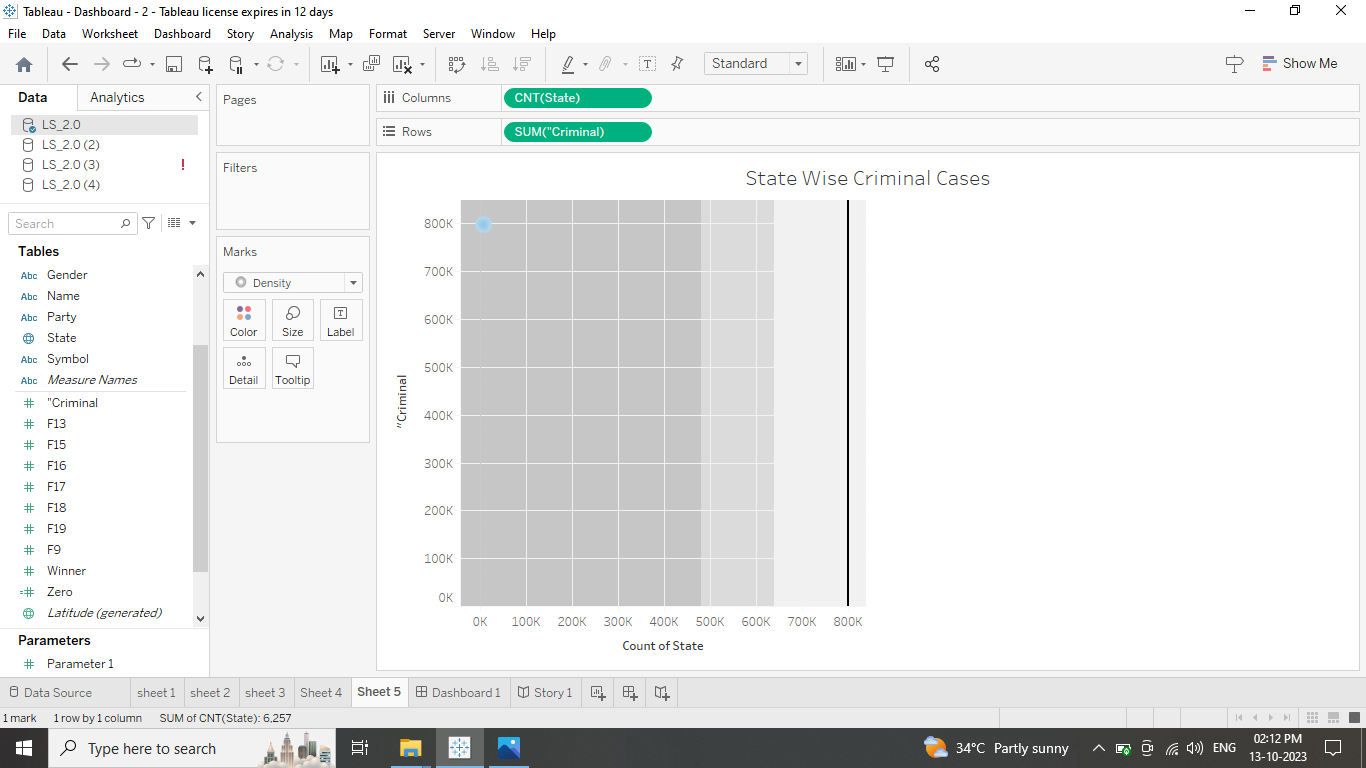 Tableau - Dashboard - 2 - Tableau license expires in 12 days
File Data Worksheet Dashboard Story Analysis Map Format Server Window Help
Standard
Show Me
Data Analytics
LS_2.0
LS_2.0 (2)
LS_2.0 (3) !
LS_2.0 (4)
Search
Tables
Abc Gender
Abc Name
Abc Party
State
Abc Symbol
Abc Measure Names
# "Criminal
# F13
# F15
# F16
# F17
# F18
# F19
# F9
# Winner
=# Zero
Latitude (generated)
Parameters
# Parameter 1
Pages
Filters
Marks
Density
Color Size Label
Detail Tooltip
Columns CNT(State)
Rows SUM("Criminal)
State Wise Criminal Cases
800K
700K
600K
500K
400K
300K
200K
100K
0K
"Criminal
0K 100K 200K 300K 400K 500K 600K 700K 800K
Count of State
Data Source sheet 1 sheet 2 sheet 3 Sheet 4 Sheet 5 Dashboard 1 Story 1
1 mark 1 row by 1 column SUM of CNT(State): 6,257
Type here to search
34°C Partly sunny
ENG
02:12 PM
13-10-2023